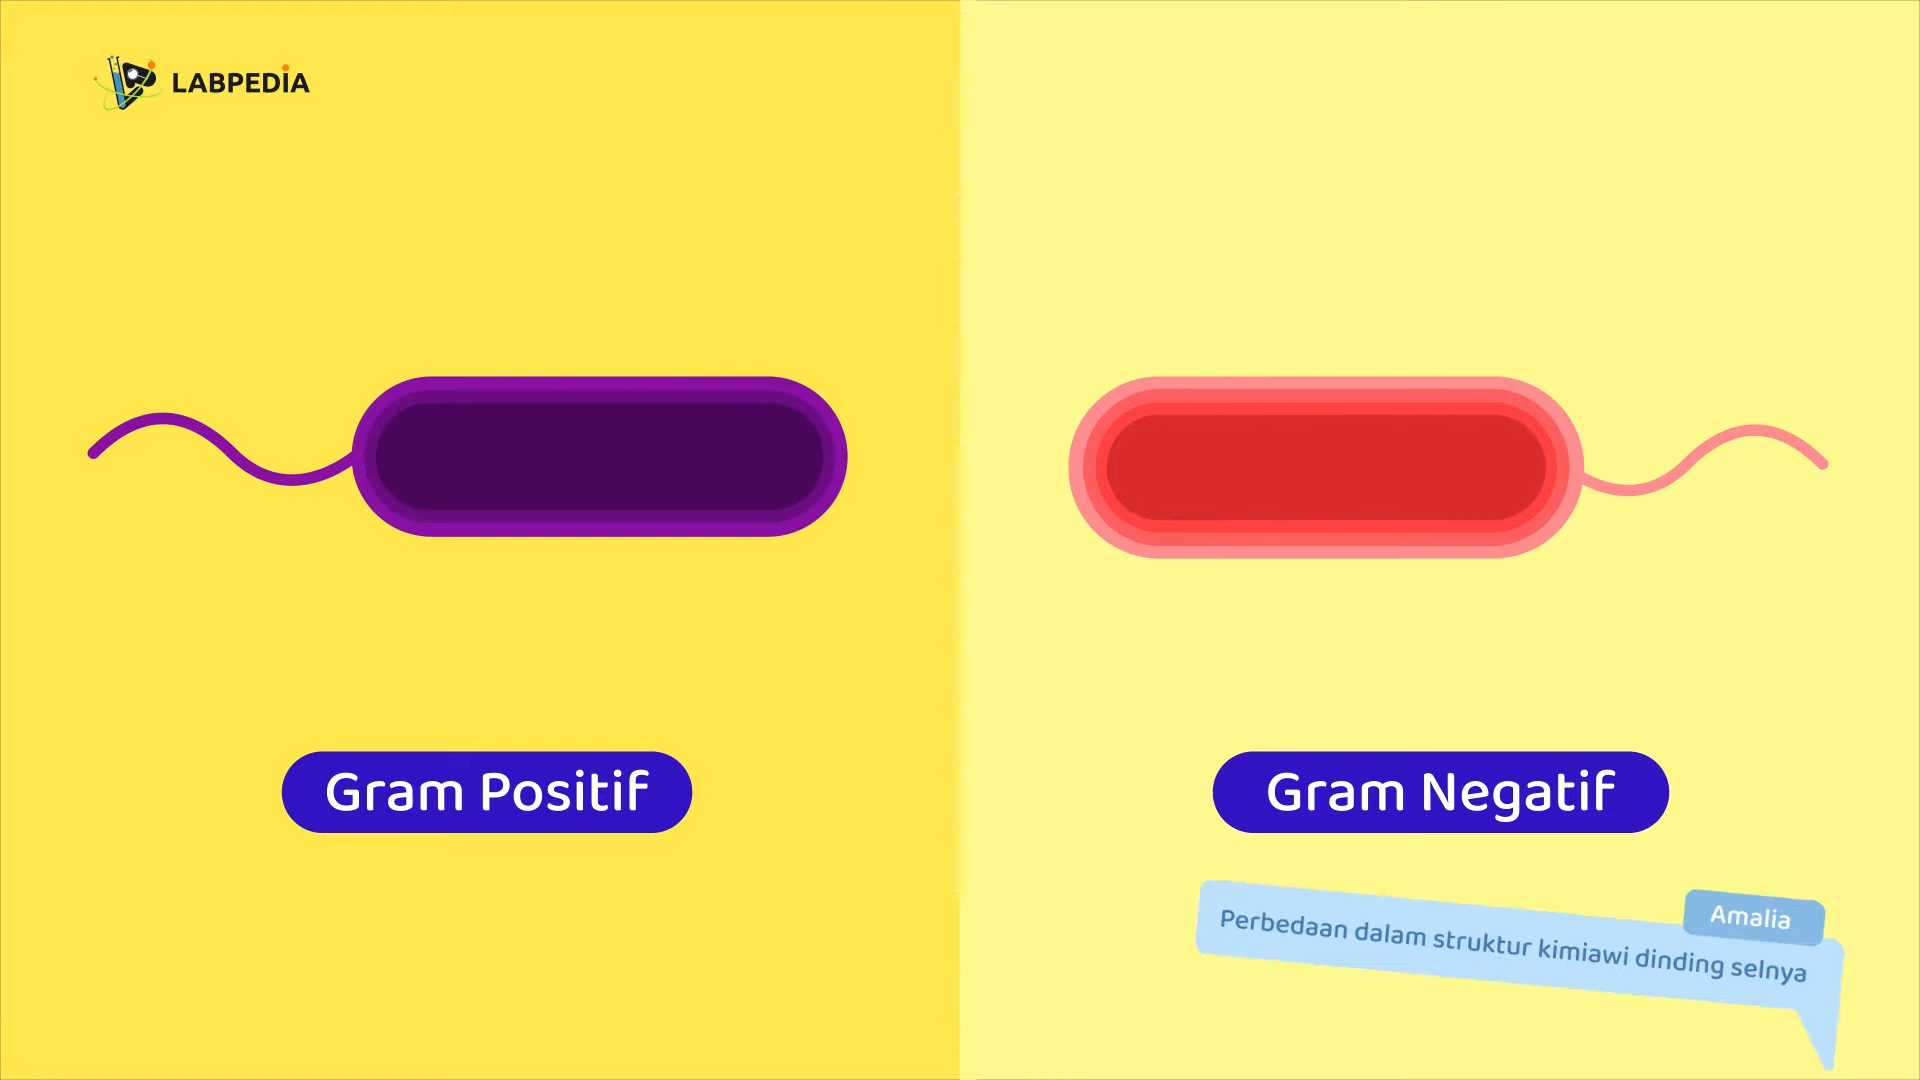 LABPEDIA
Gram Positif
Gram Negatif
Amalia
Perbedaan dalam struktur kimiawi dinding selnya